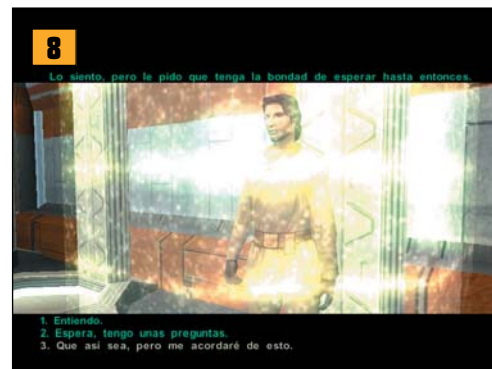 8
Lo siento, pero le pido que tenga la bondad de esperar hasta entonces.
1. Entiendo.
2. Espera, tengo unas preguntas.
3. Que así sea, pero me acordaré de esto.